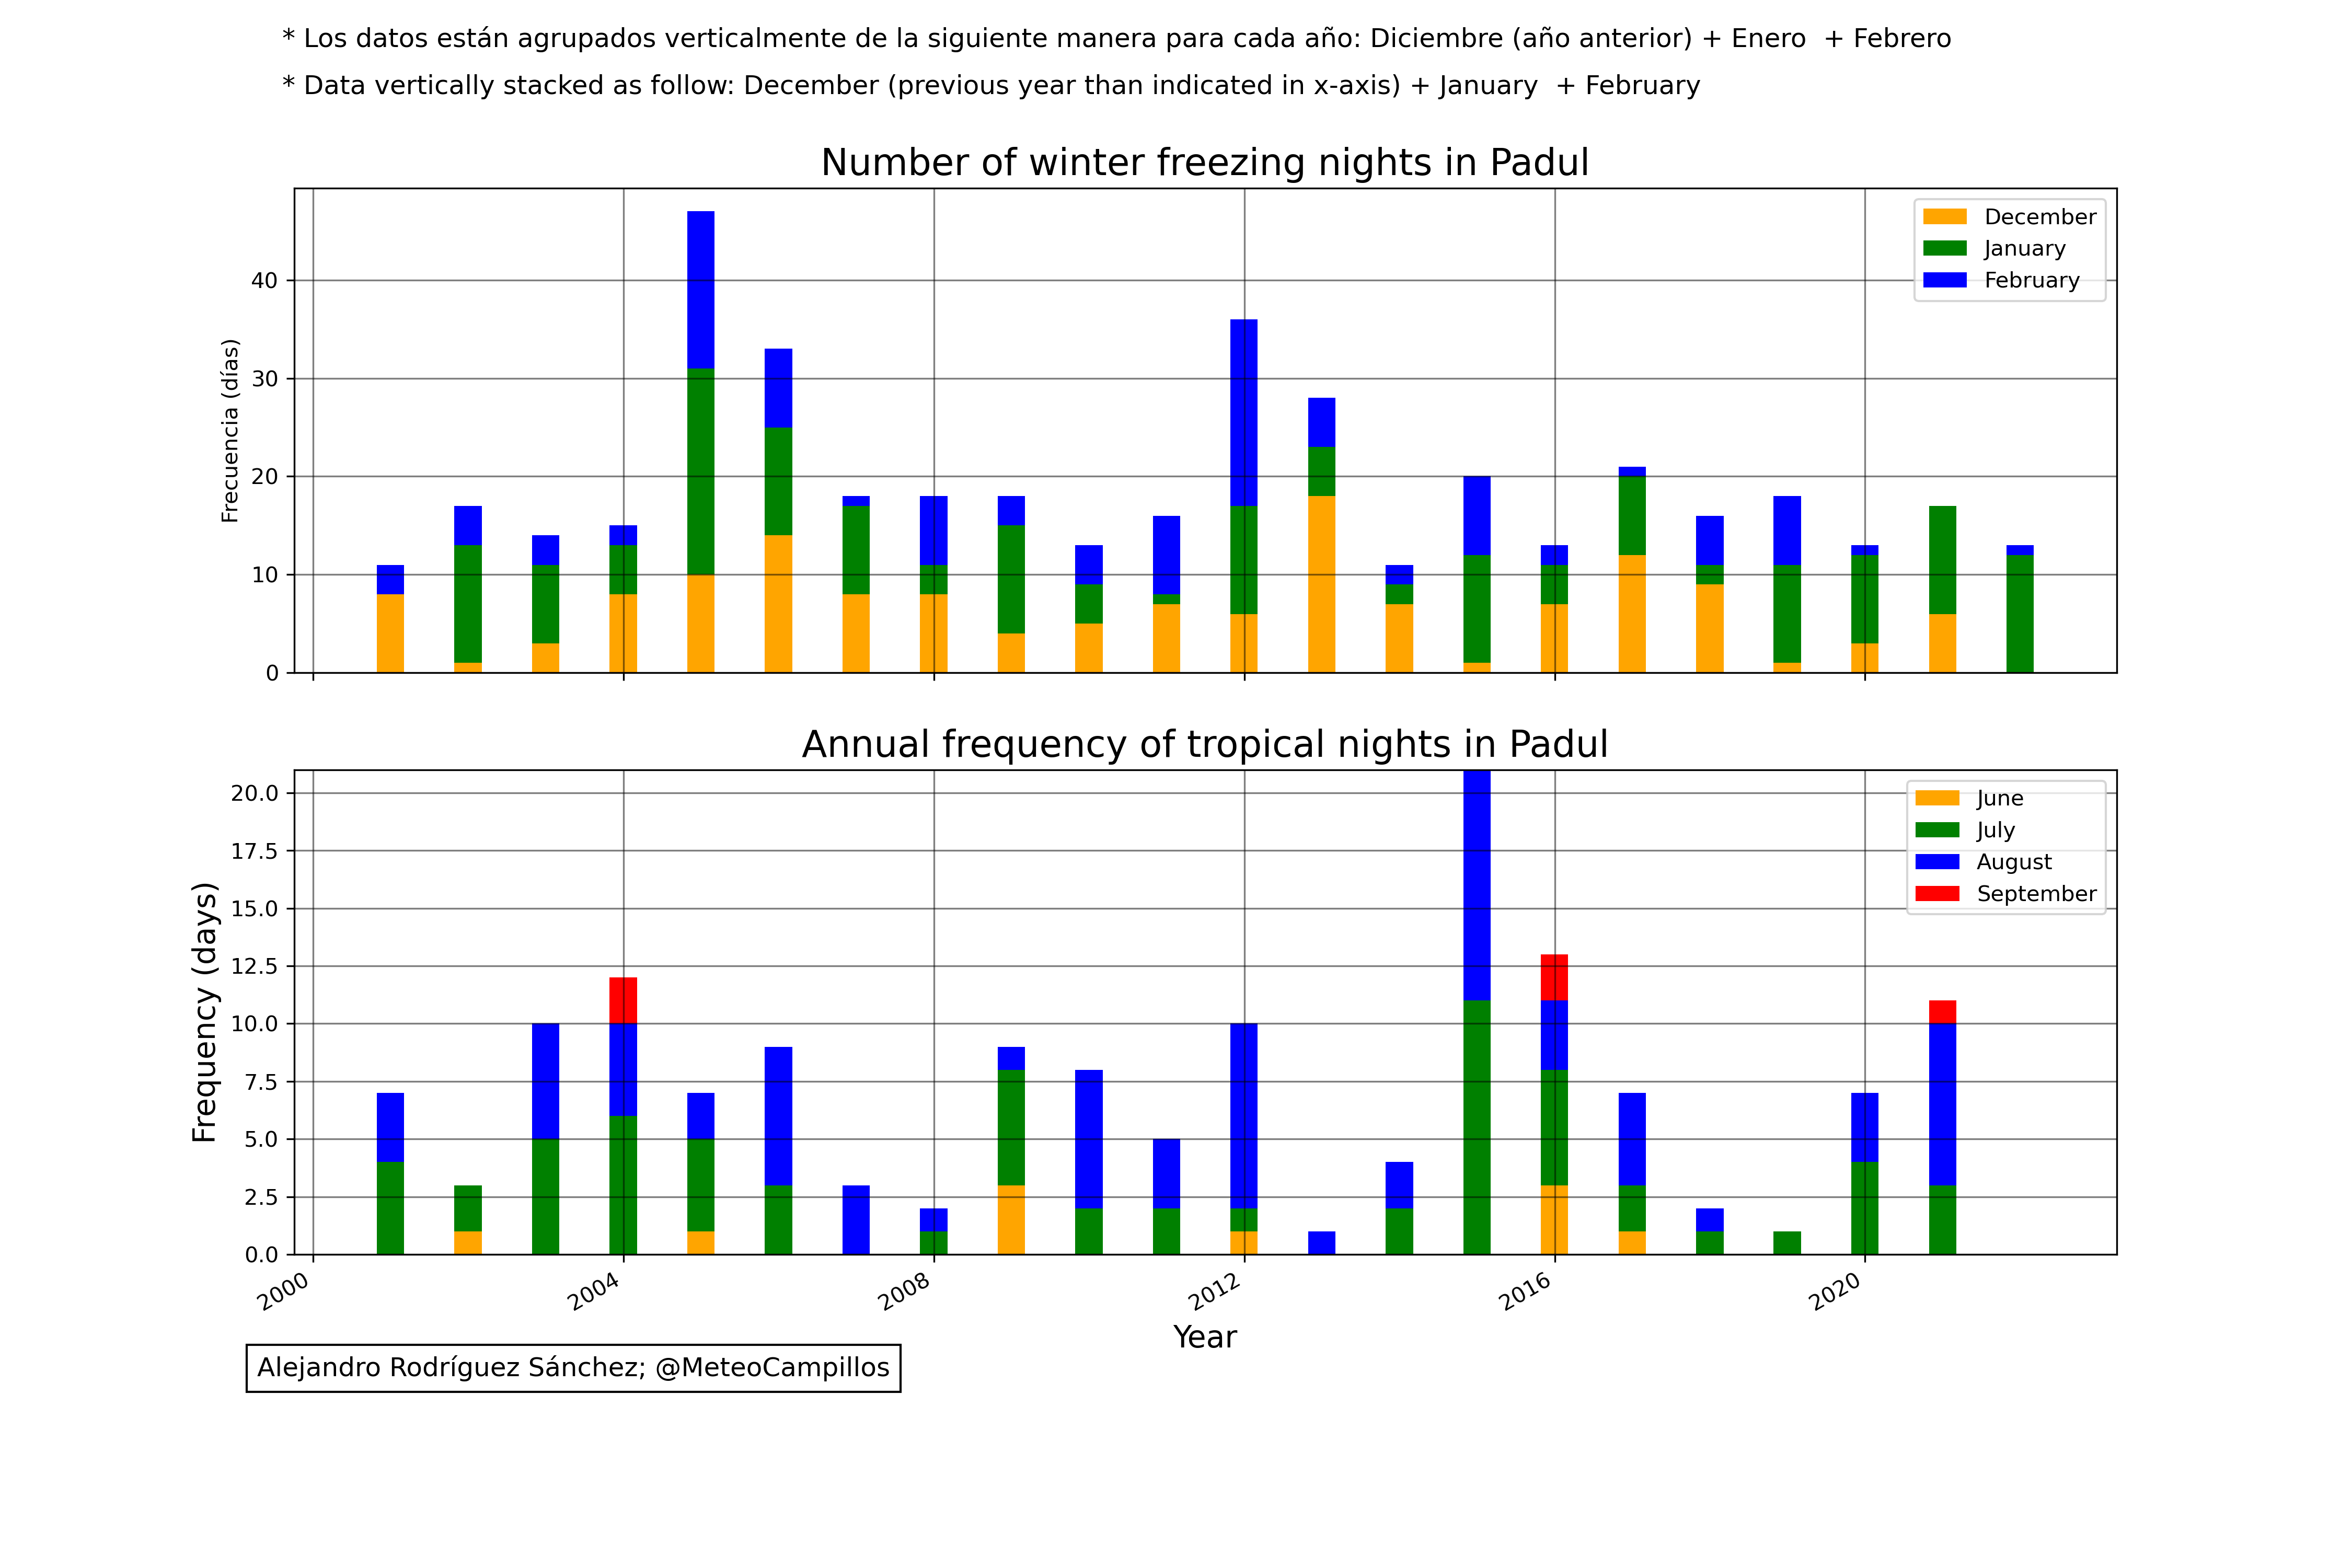 * Los datos están agrupados verticalmente de la siguiente manera para cada año: Diciembre (año anterior) + Enero  + Febrero
* Data vertically stacked as follow: December (previous year than indicated in x-axis) + January  + February
Number of winter freezing nights in Padul
Frecuencia (días)
40
30
20
10
0
December
January
February
Annual frequency of tropical nights in Padul
Frequency (days)
20.0
17.5
15.0
12.5
10.0
7.5
5.0
2.5
0.0
June
July
August
September
2000
2004
2008
2012
2016
2020
Year
Alejandro Rodríguez Sánchez; @MeteoCampillos